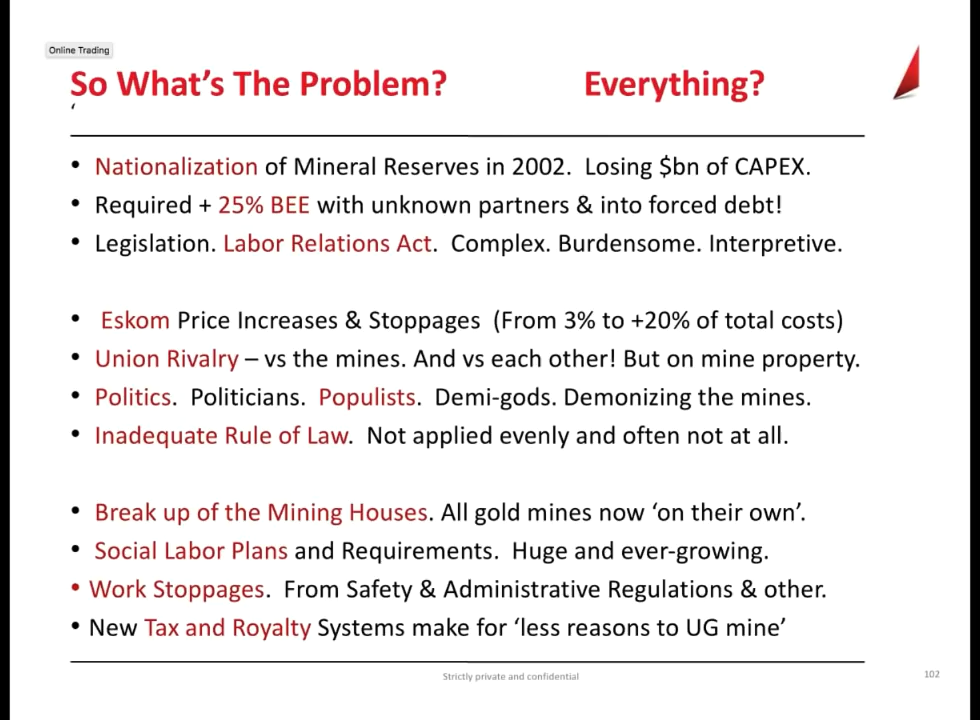 Online Trading
So What’s The Problem? Everything?
‘
• Nationalization of Mineral Reserves in 2002. Losing $bn of CAPEX.
• Required + 25% BEE with unknown partners & into forced debt!
• Legislation. Labor Relations Act. Complex. Burdensome. Interpretive.
• Eskom Price Increases & Stoppages (From 3% to +20% of total costs)
• Union Rivalry – vs the mines. And vs each other! But on mine property.
• Politics. Politicians. Populists. Demi-gods. Demonizing the mines.
• Inadequate Rule of Law. Not applied evenly and often not at all.
• Break up of the Mining Houses. All gold mines now ‘on their own’.
• Social Labor Plans and Requirements. Huge and ever-growing.
• Work Stoppages. From Safety & Administrative Regulations & other.
• New Tax and Royalty Systems make for ‘less reasons to UG mine’
Strictly private and confidential
102